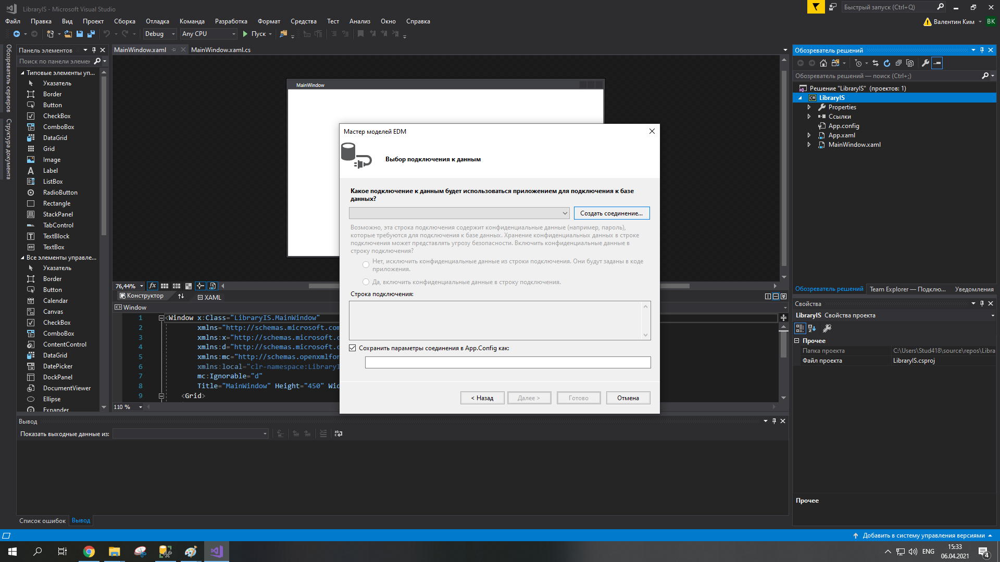 LibraryIS - Microsoft Visual Studio
Быстрый запуск (Ctrl+Q)
Файл Правка Вид Проект Сборка Отладка Команда Разработка Формат Средства Тест Анализ Окно Справка
Валентин Ким ВК
Debug Any CPU Пуск
Обозреватель серверов
Структура документа
Панель элементов
Поиск по панели элемен
Типовые элементы уп...
Указатель
Border
Button
CheckBox
ComboBox
DataGrid
Grid
Image
Label
ListBox
RadioButton
Rectangle
StackPanel
TabControl
TextBlock
TextBox
Все элементы управле...
Указатель
Border
Button
Calendar
Canvas
CheckBox
ComboBox
ContentControl
DataGrid
DatePicker
DockPanel
DocumentViewer
Ellipse
Expander
MainWindow.xaml MainWindow.xaml.cs
MainWindow
Мастер моделей EDM
Выбор подключения к данным
Какое подключение к данным будет использоваться приложением для подключения к базе
данных?
Создать соединение...
Возможно, эта строка подключения содержит конфиденциальные данные (например, пароль),
которые требуются для подключения к базе данных. Хранение конфиденциальных данных в строке
подключения может представлять угрозу безопасности. Включить конфиденциальные данные в
строку подключения?
Нет, исключить конфиденциальные данные из строки подключения. Они будут заданы в коде
приложения.
Да, включить конфиденциальные данные в строку подключения.
Строка подключения:
Сохранить параметры соединения в App.Config как:
< Назад Далее > Готово Отмена
76,44%
Конструктор XAML
Window
1 <Window x:Class="LibraryIS.MainWindow"
2 xmlns="http://schemas.microsoft.com
3 xmlns:x="http://schemas.microsoft.c
4 xmlns:d="http://schemas.microsoft.c
5 xmlns:mc="http://schemas.openxmlfor
6 xmlns:local="clr-namespace:LibraryI
7 mc:Ignorable="d"
8 Title="MainWindow" Height="450" Wid
9 <Grid>
110 %
Вывод
Показать выходные данные из:
Список ошибок Вывод
Обозреватель решений
Обозреватель решений — поиск (Ctrl+;)
Решение "LibraryIS" (проектов: 1)
LibraryIS
Properties
Ссылки
App.config
App.xaml
MainWindow.xaml
Обозреватель решений Team Explorer — Подклю... Уведомления
Свойства
LibraryIS Свойства проекта
Прочее
Папка проекта C:\Users\Stud418\source\repos\Libra
Файл проекта LibraryIS.csproj
Прочее
Добавить в систему управления версиями
ENG
15:33
06.04.2021
4